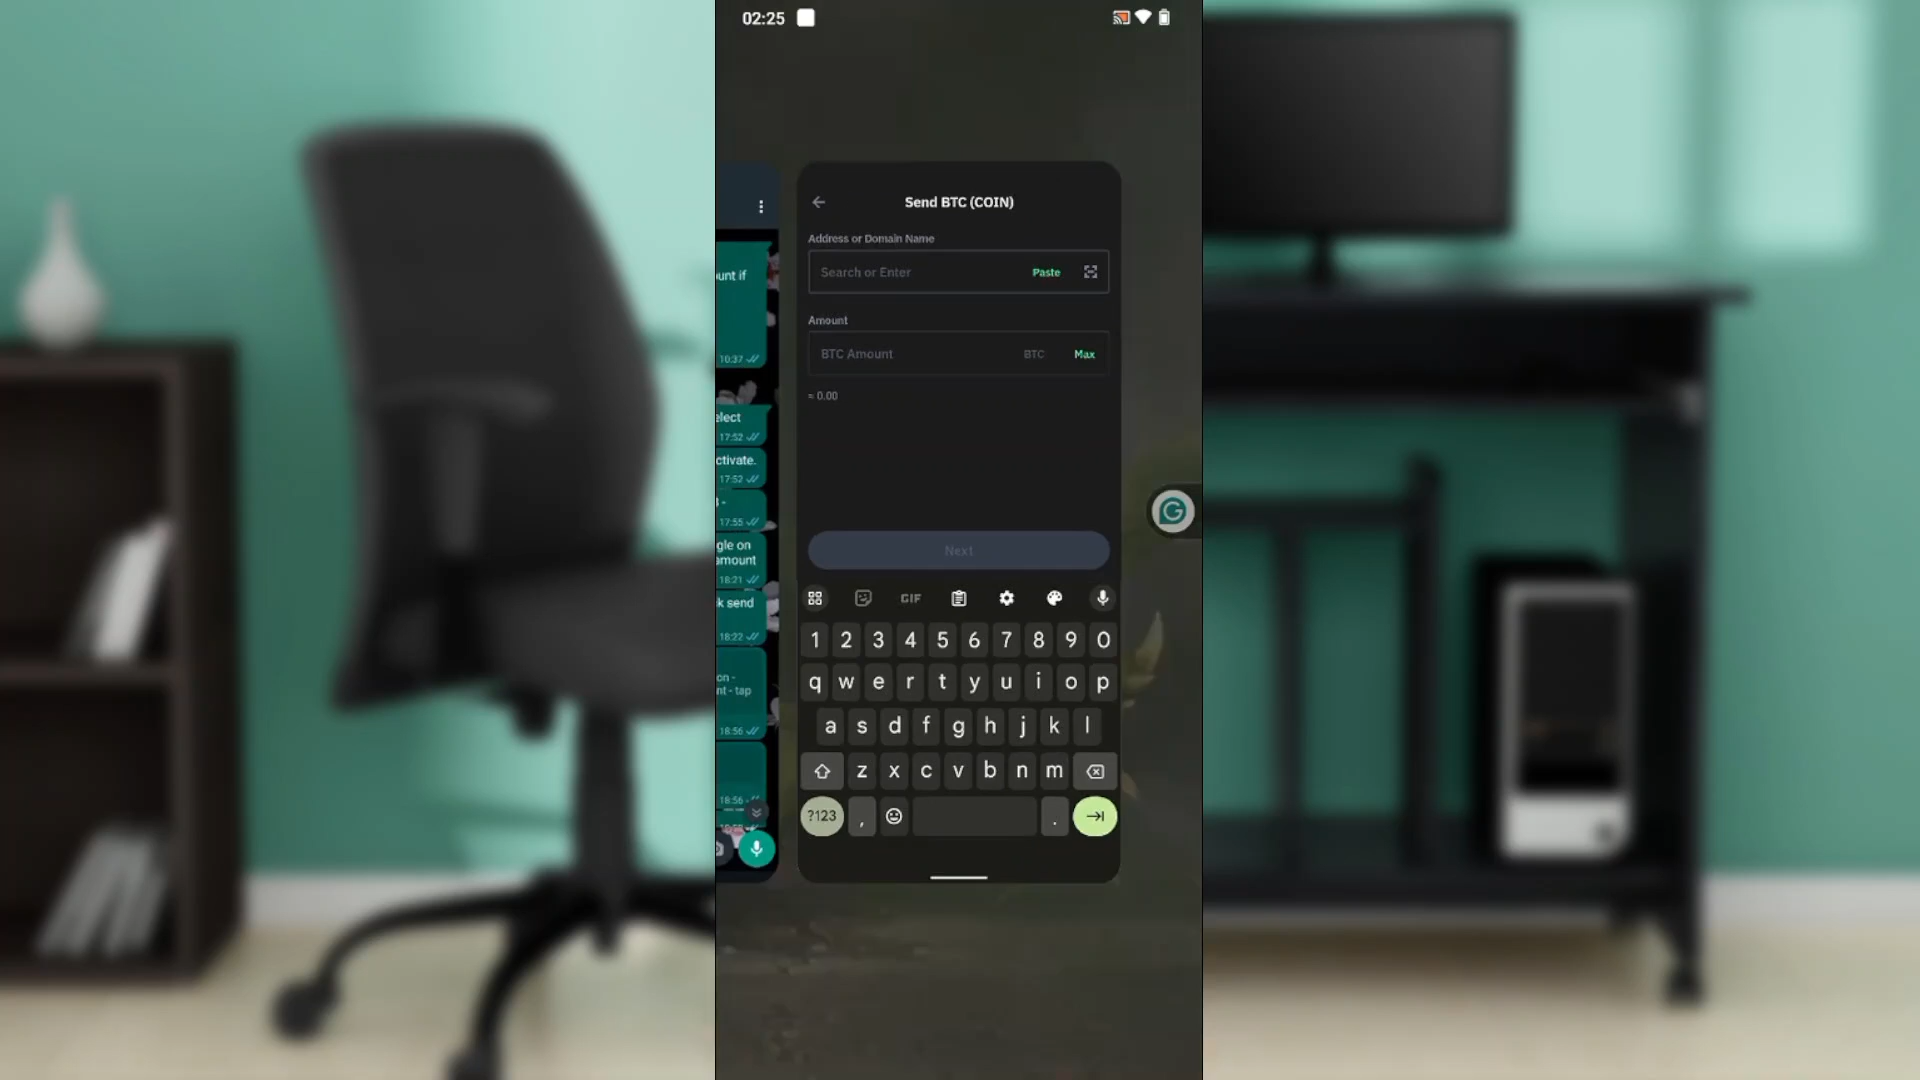 02:25
unt if
10:37
elect
17:52
ctivate.
17:52
17:55
gle on
amount
18:21
k send
18:22
on -
nt - tap
18:56
18:56
Send BTC (COIN)
Address or Domain Name
Search or Enter Paste
Amount
BTC Amount BTC Max
≈ 0.00
Next
GIF
1 2 3 4 5 6 7 8 9 0
q w e r t y u i o p
a s d f g h j k l
z x c v b n m
?123 , .